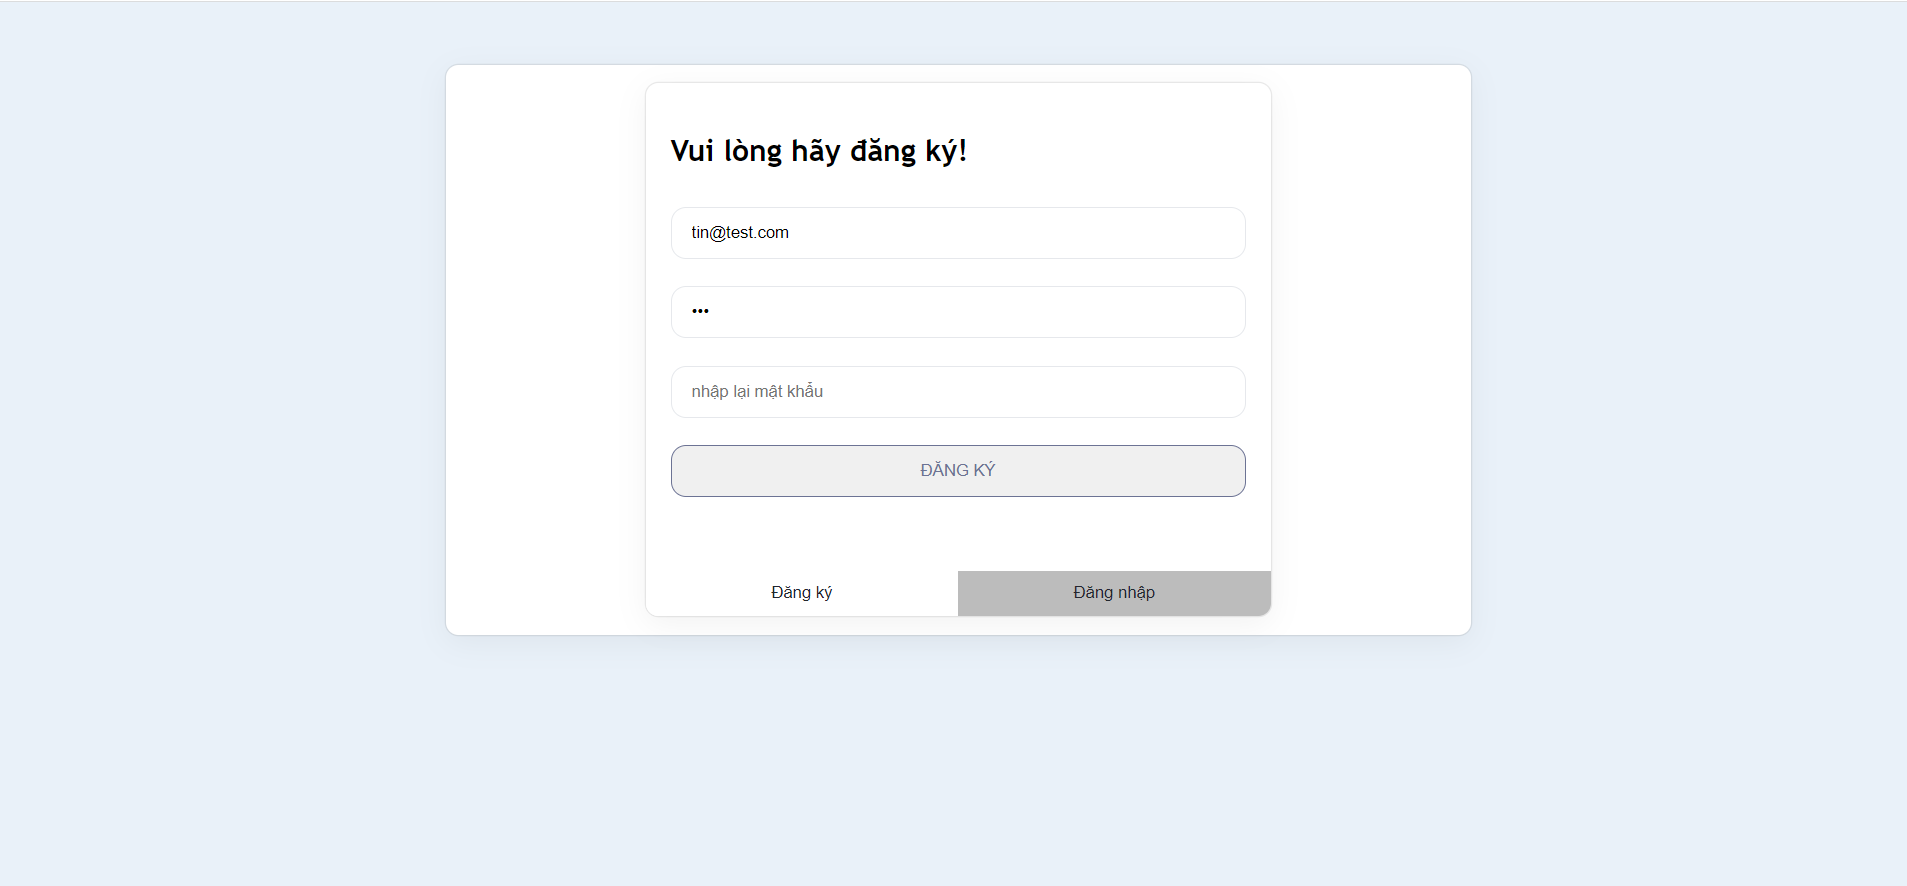 Vui lòng hãy đăng ký!
tin@test.com
•••
nhập lại mật khẩu
ĐĂNG KÝ
Đăng ký
Đăng nhập